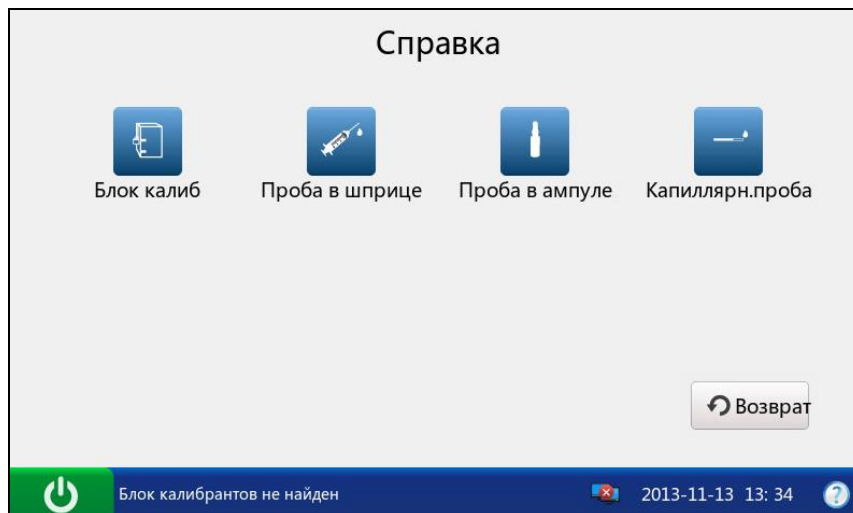 Справка
Блок калиб Проба в шприце Проба в ампуле Капиллярн.проба
Возврат
Блок калибрантов не найден 2013-11-13 13: 34 ?